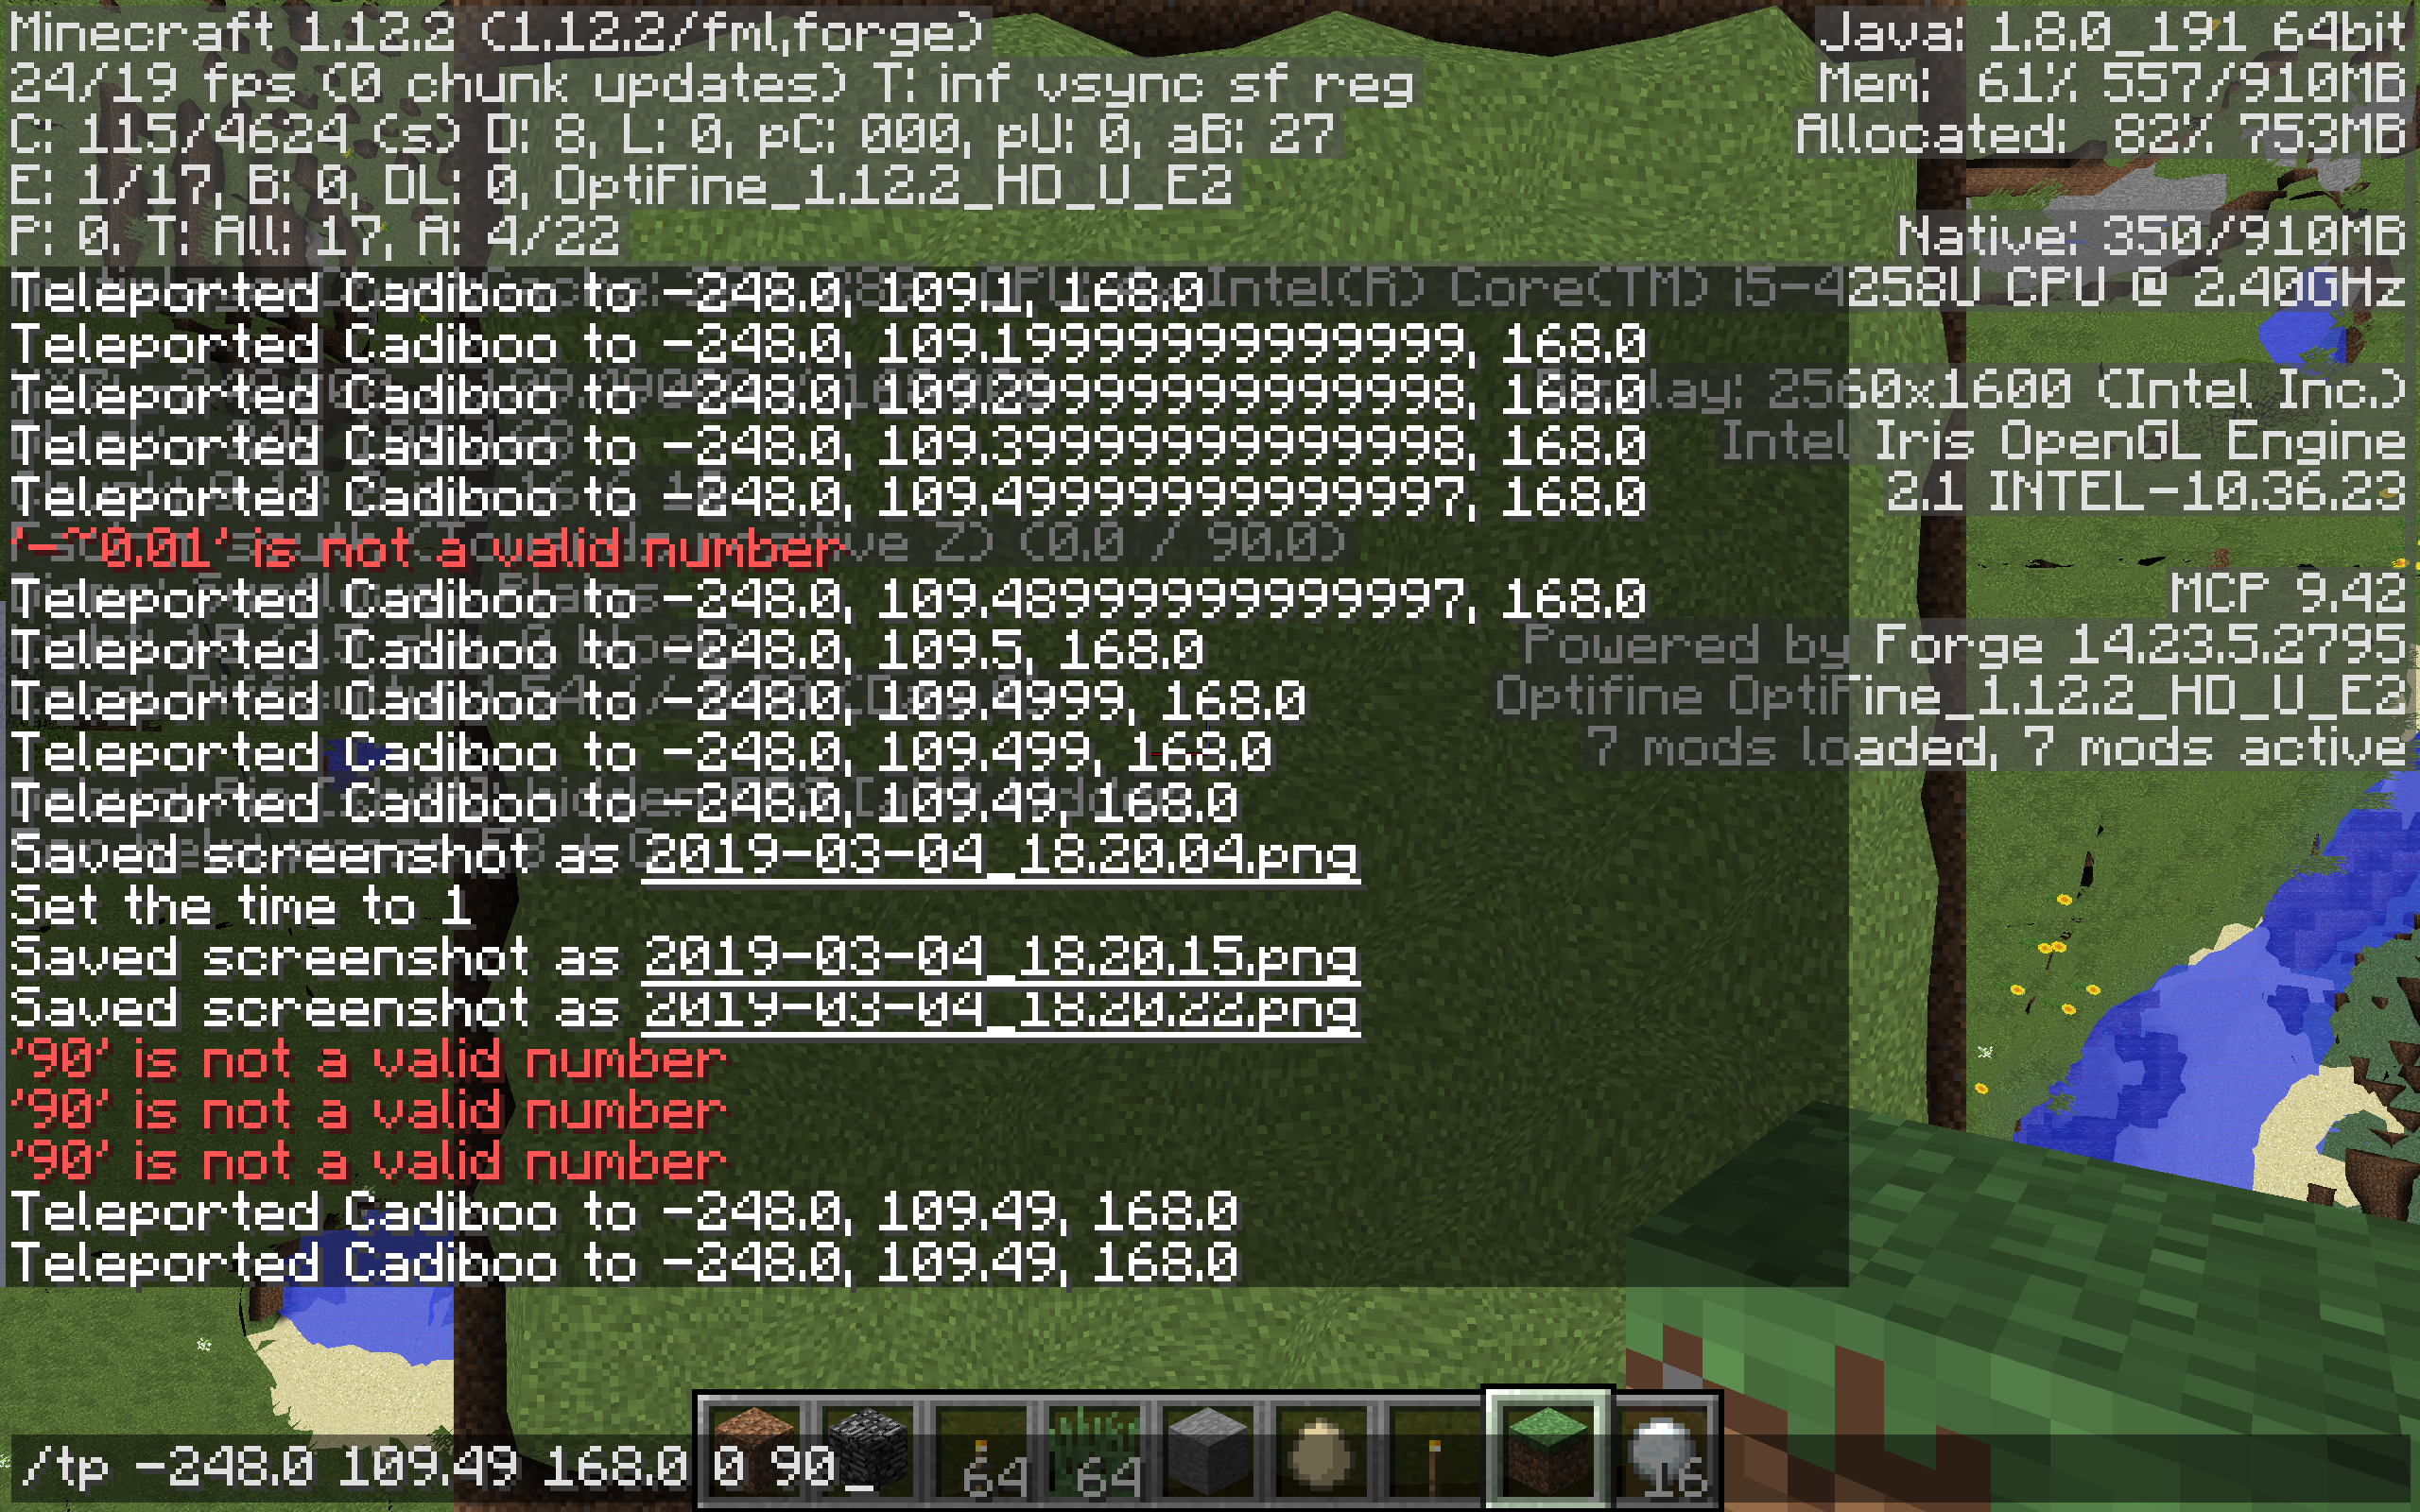 Minecraft 1.12.2 (1.12.2/fml,forge)
24/19 fps (0 chunk updates) T: inf vsync sf reg
C: 115/4624 (s) D: 8, L: 0, pC: 000, pU: 0, aB: 27
E: 1/17, B: 0, DL: 0, OptiFine_1.12.2_HD_U_E2
P: 0, T: All: 17, A: 4/22
Java: 1.8.0_191 64bit
Mem: 61% 557/910MB
Allocated: 82% 753MB
Native: 350/910MB
Intel(R) Core(TM) i5-4258U CPU @ 2.40GHz
Display: 2560x1600 (Intel Inc.)
Intel Iris OpenGL Engine
2.1 INTEL-10.36.23
MCP 9.42
Powered by Forge 14.23.5.2795
Optifine OptiFine_1.12.2_HD_U_E2
7 mods loaded, 7 mods active
Teleported Cadiboo to -248.0, 109.1, 168.0
Teleported Cadiboo to -248.0, 109.19999999999999, 168.0
Teleported Cadiboo to -248.0, 109.29999999999998, 168.0
Teleported Cadiboo to -248.0, 109.39999999999998, 168.0
Teleported Cadiboo to -248.0, 109.49999999999997, 168.0
'-~0.01' is not a valid number
Teleported Cadiboo to -248.0, 109.48999999999997, 168.0
Teleported Cadiboo to -248.0, 109.5, 168.0
Teleported Cadiboo to -248.0, 109.4999, 168.0
Teleported Cadiboo to -248.0, 109.499, 168.0
Teleported Cadiboo to -248.0, 109.49, 168.0
Saved screenshot as 2019-03-04_18.20.04.png
Set the time to 1
Saved screenshot as 2019-03-04_18.20.15.png
Saved screenshot as 2019-03-04_18.20.22.png
'90' is not a valid number
'90' is not a valid number
'90' is not a valid number
Teleported Cadiboo to -248.0, 109.49, 168.0
Teleported Cadiboo to -248.0, 109.49, 168.0
64
64
16
/tp -248.0 109.49 168.0 0 90_